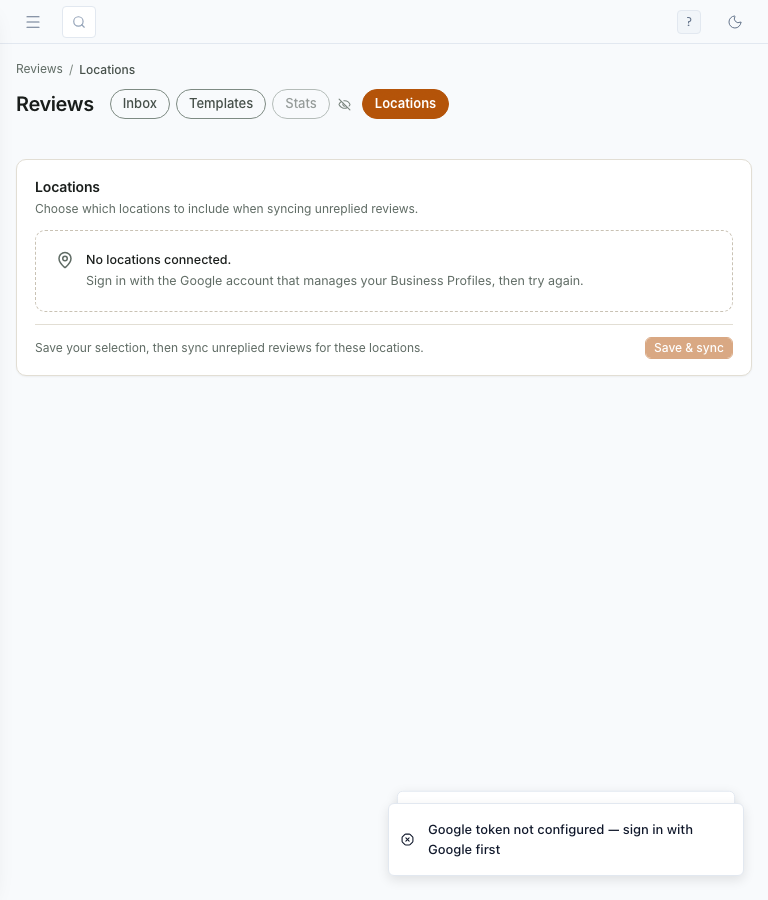 ?
Reviews / Locations
Reviews Inbox Templates Stats Locations
Locations
Choose which locations to include when syncing unreplied reviews.
No locations connected.
Sign in with the Google account that manages your Business Profiles, then try again.
Save your selection, then sync unreplied reviews for these locations. Save & sync
Google token not configured — sign in with
Google first